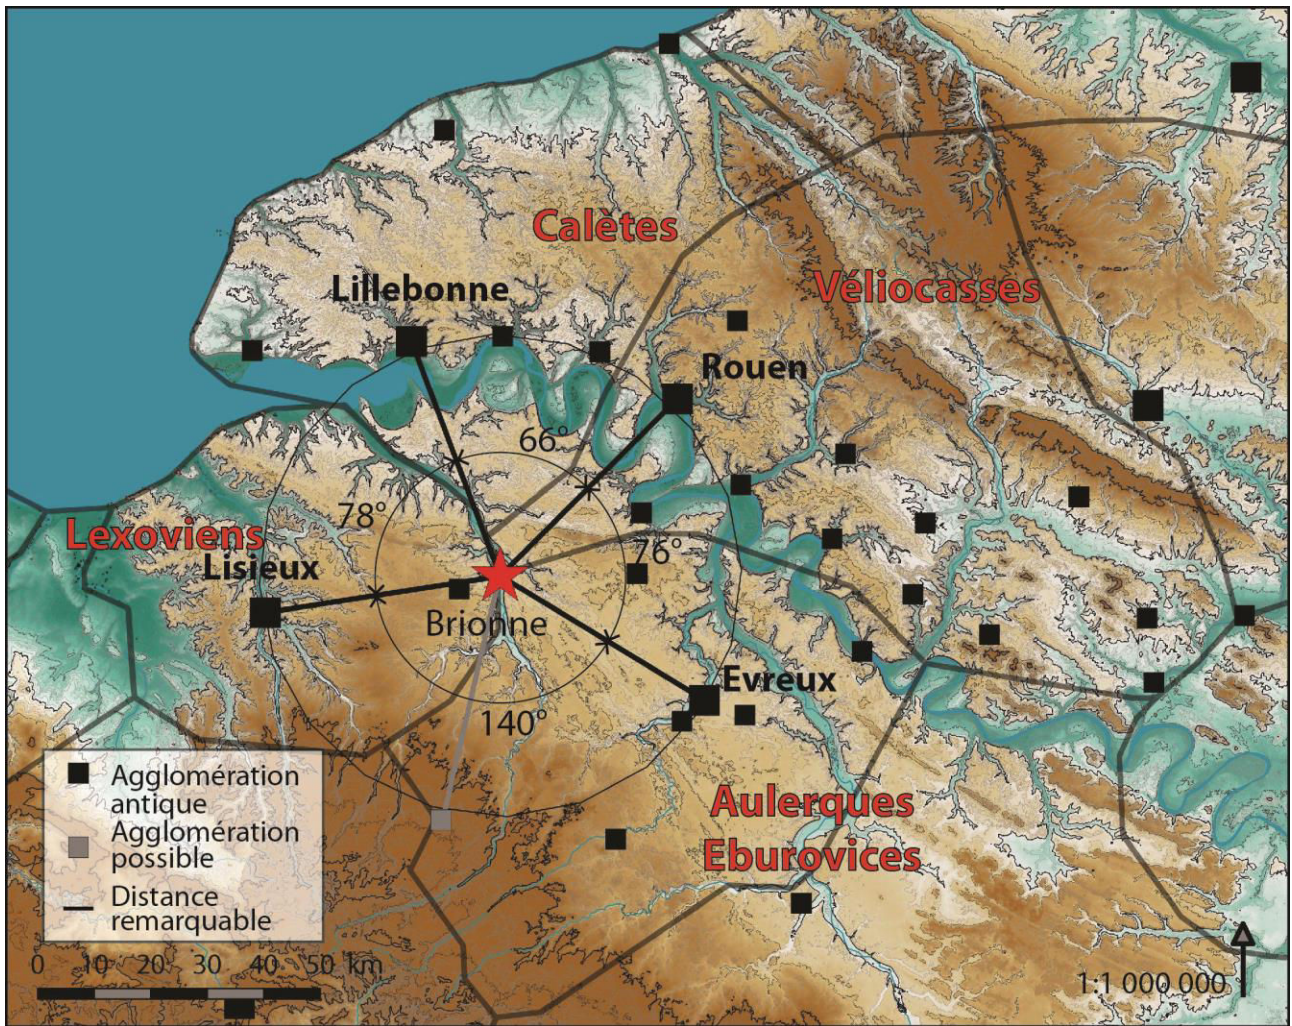 Calètes
Véliocasses
Lillebonne
Rouen
66°
78°
Lexoviens
Lisieux
76°
Brionne
Evreux
140°
Agglomération
antique
Agglomération
possible
Distance
remarquable
Aulerques
Eburovices
0 10 20 30 40 50 km
1:1 000 000